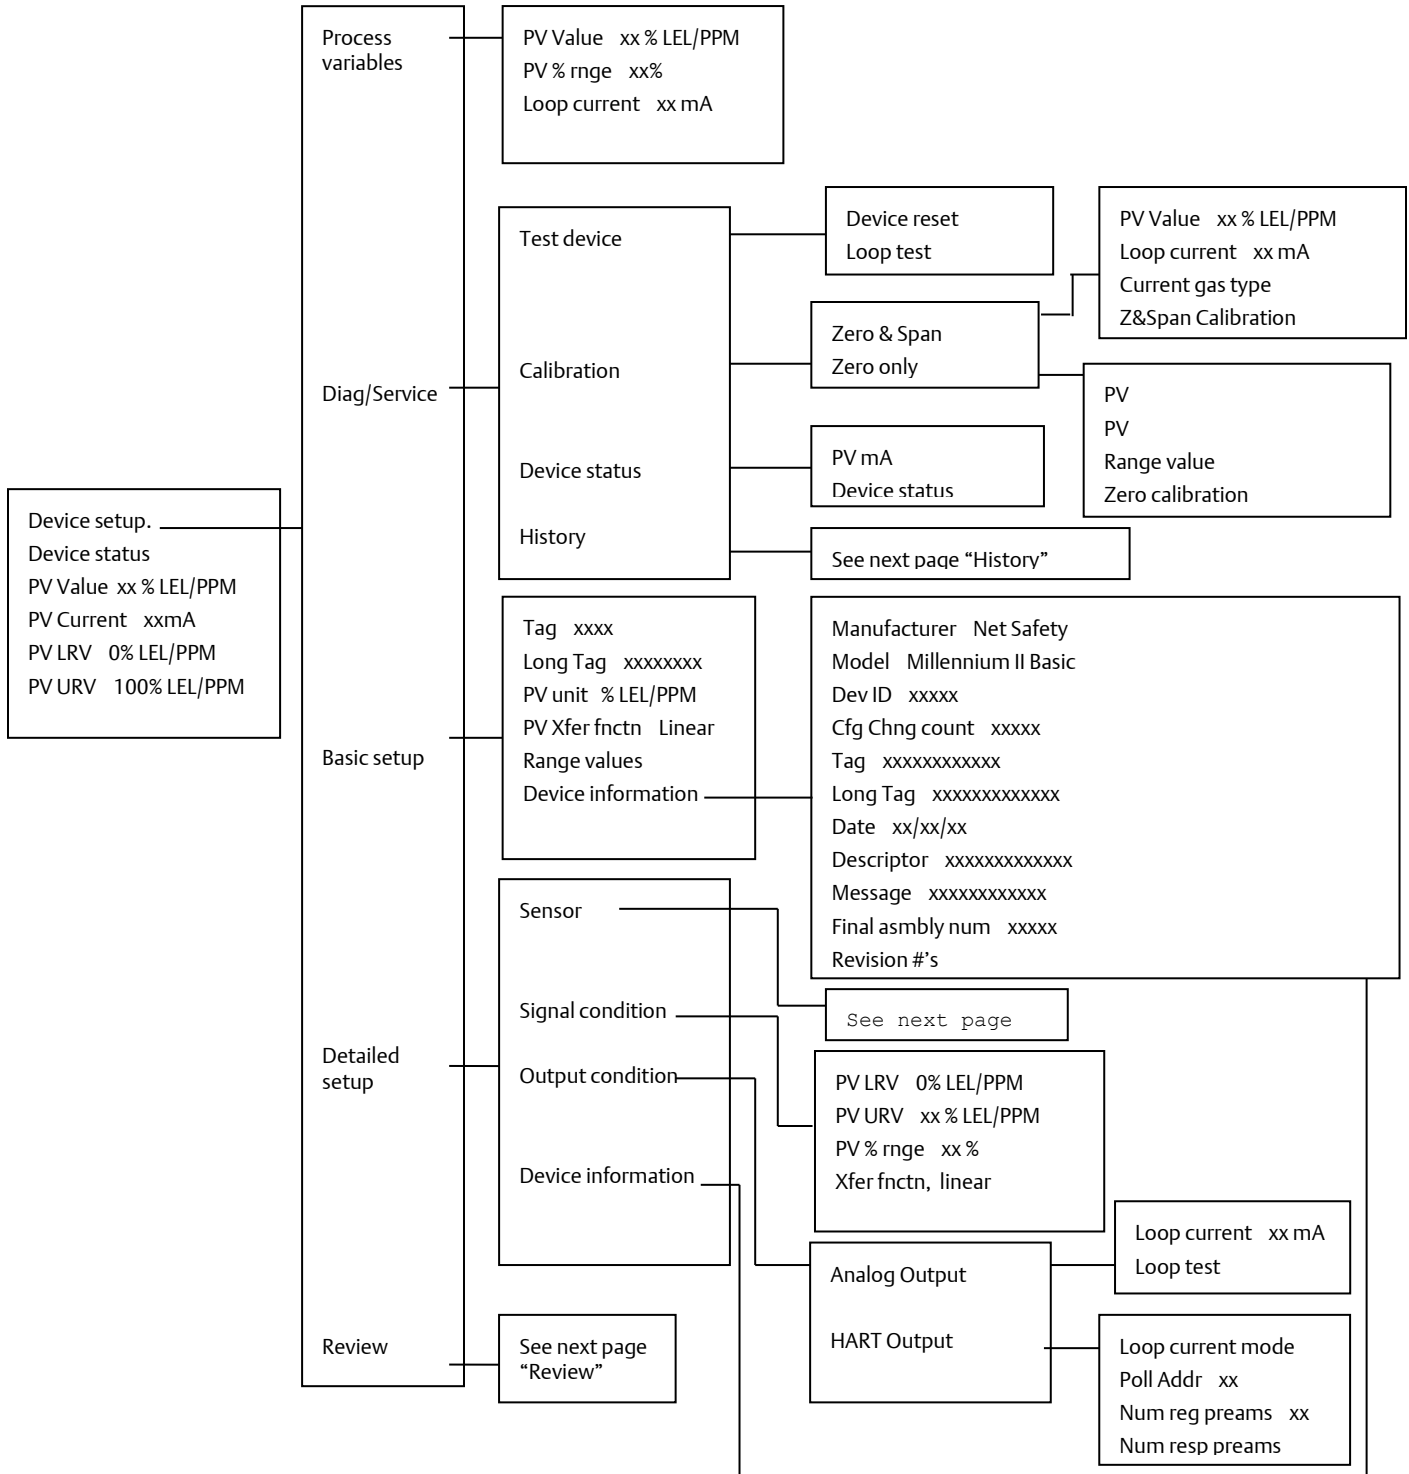 Device setup.
Device status
PV Value xx % LEL/PPM
PV Current xxmA
PV LRV 0% LEL/PPM
PV URV 100% LEL/PPM
Process
variables
Diag/Service
Basic setup
Detailed
setup
Review
PV Value xx % LEL/PPM
PV % rnge xx%
Loop current xx mA
Test device
Calibration
Device status
History
Device reset
Loop test
Zero & Span
Zero only
PV Value xx % LEL/PPM
Loop current xx mA
Current gas type
Z&Span Calibration
PV
PV
Range value
Zero calibration
PV mA
Device status
See next page “History”
Tag xxxx
Long Tag xxxxxxxx
PV unit % LEL/PPM
PV Xfer fnctn Linear
Range values
Device information
Manufacturer Net Safety
Model Millennium II Basic
Dev ID xxxxx
Cfg Chng count xxxxx
Tag xxxxxxxxxxxx
Long Tag xxxxxxxxxxxxx
Date xx/xx/xx
Descriptor xxxxxxxxxxxxx
Message xxxxxxxxxxxx
Final asmbly num xxxxx
Revision #’s
Sensor
Signal condition
Output condition
Device information
See next page
PV LRV 0% LEL/PPM
PV URV xx % LEL/PPM
PV % rnge xx %
Xfer fnctn, linear
Analog Output
HART Output
Loop current xx mA
Loop test
Loop current mode
Poll Addr xx
Num reg preams xx
Num resp preams
See next page
“Review”